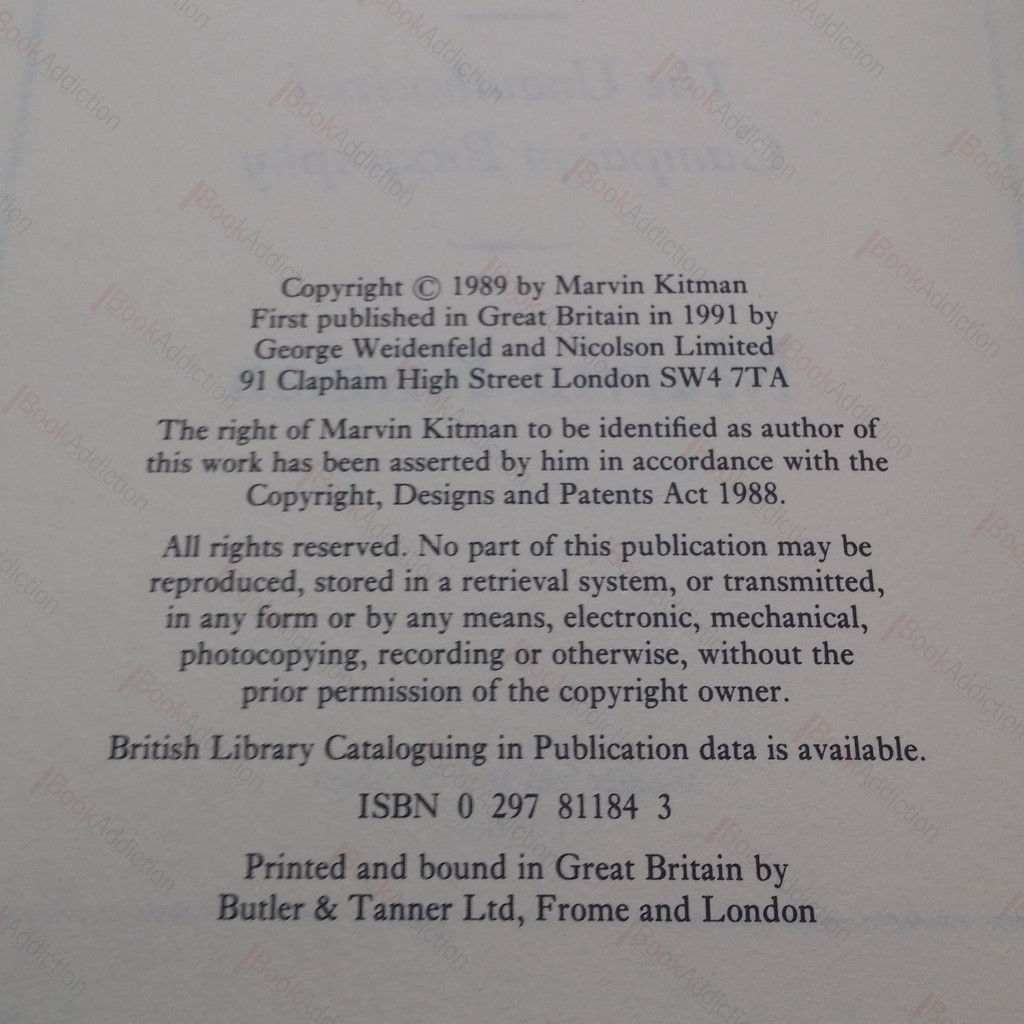 Copyright © 1989 by Marvin Kitman
First published in Great Britain in 1991 by
George Weidenfeld and Nicolson Limited
91 Clapham High Street London SW4 7TA
The right of Marvin Kitman to be identified as author of
this work has been asserted by him in accordance with the
Copyright, Designs and Patents Act 1988.
All rights reserved. No part of this publication may be
reproduced, stored in a retrieval system, or transmitted,
in any form or by any means, electronic, mechanical,
photocopying, recording or otherwise, without the
prior permission of the copyright owner.
British Library Cataloguing in Publication data is available.
ISBN 0 297 81184 3
Printed and bound in Great Britain by
Butler & Tanner Ltd, Frome and London
BookAddiction